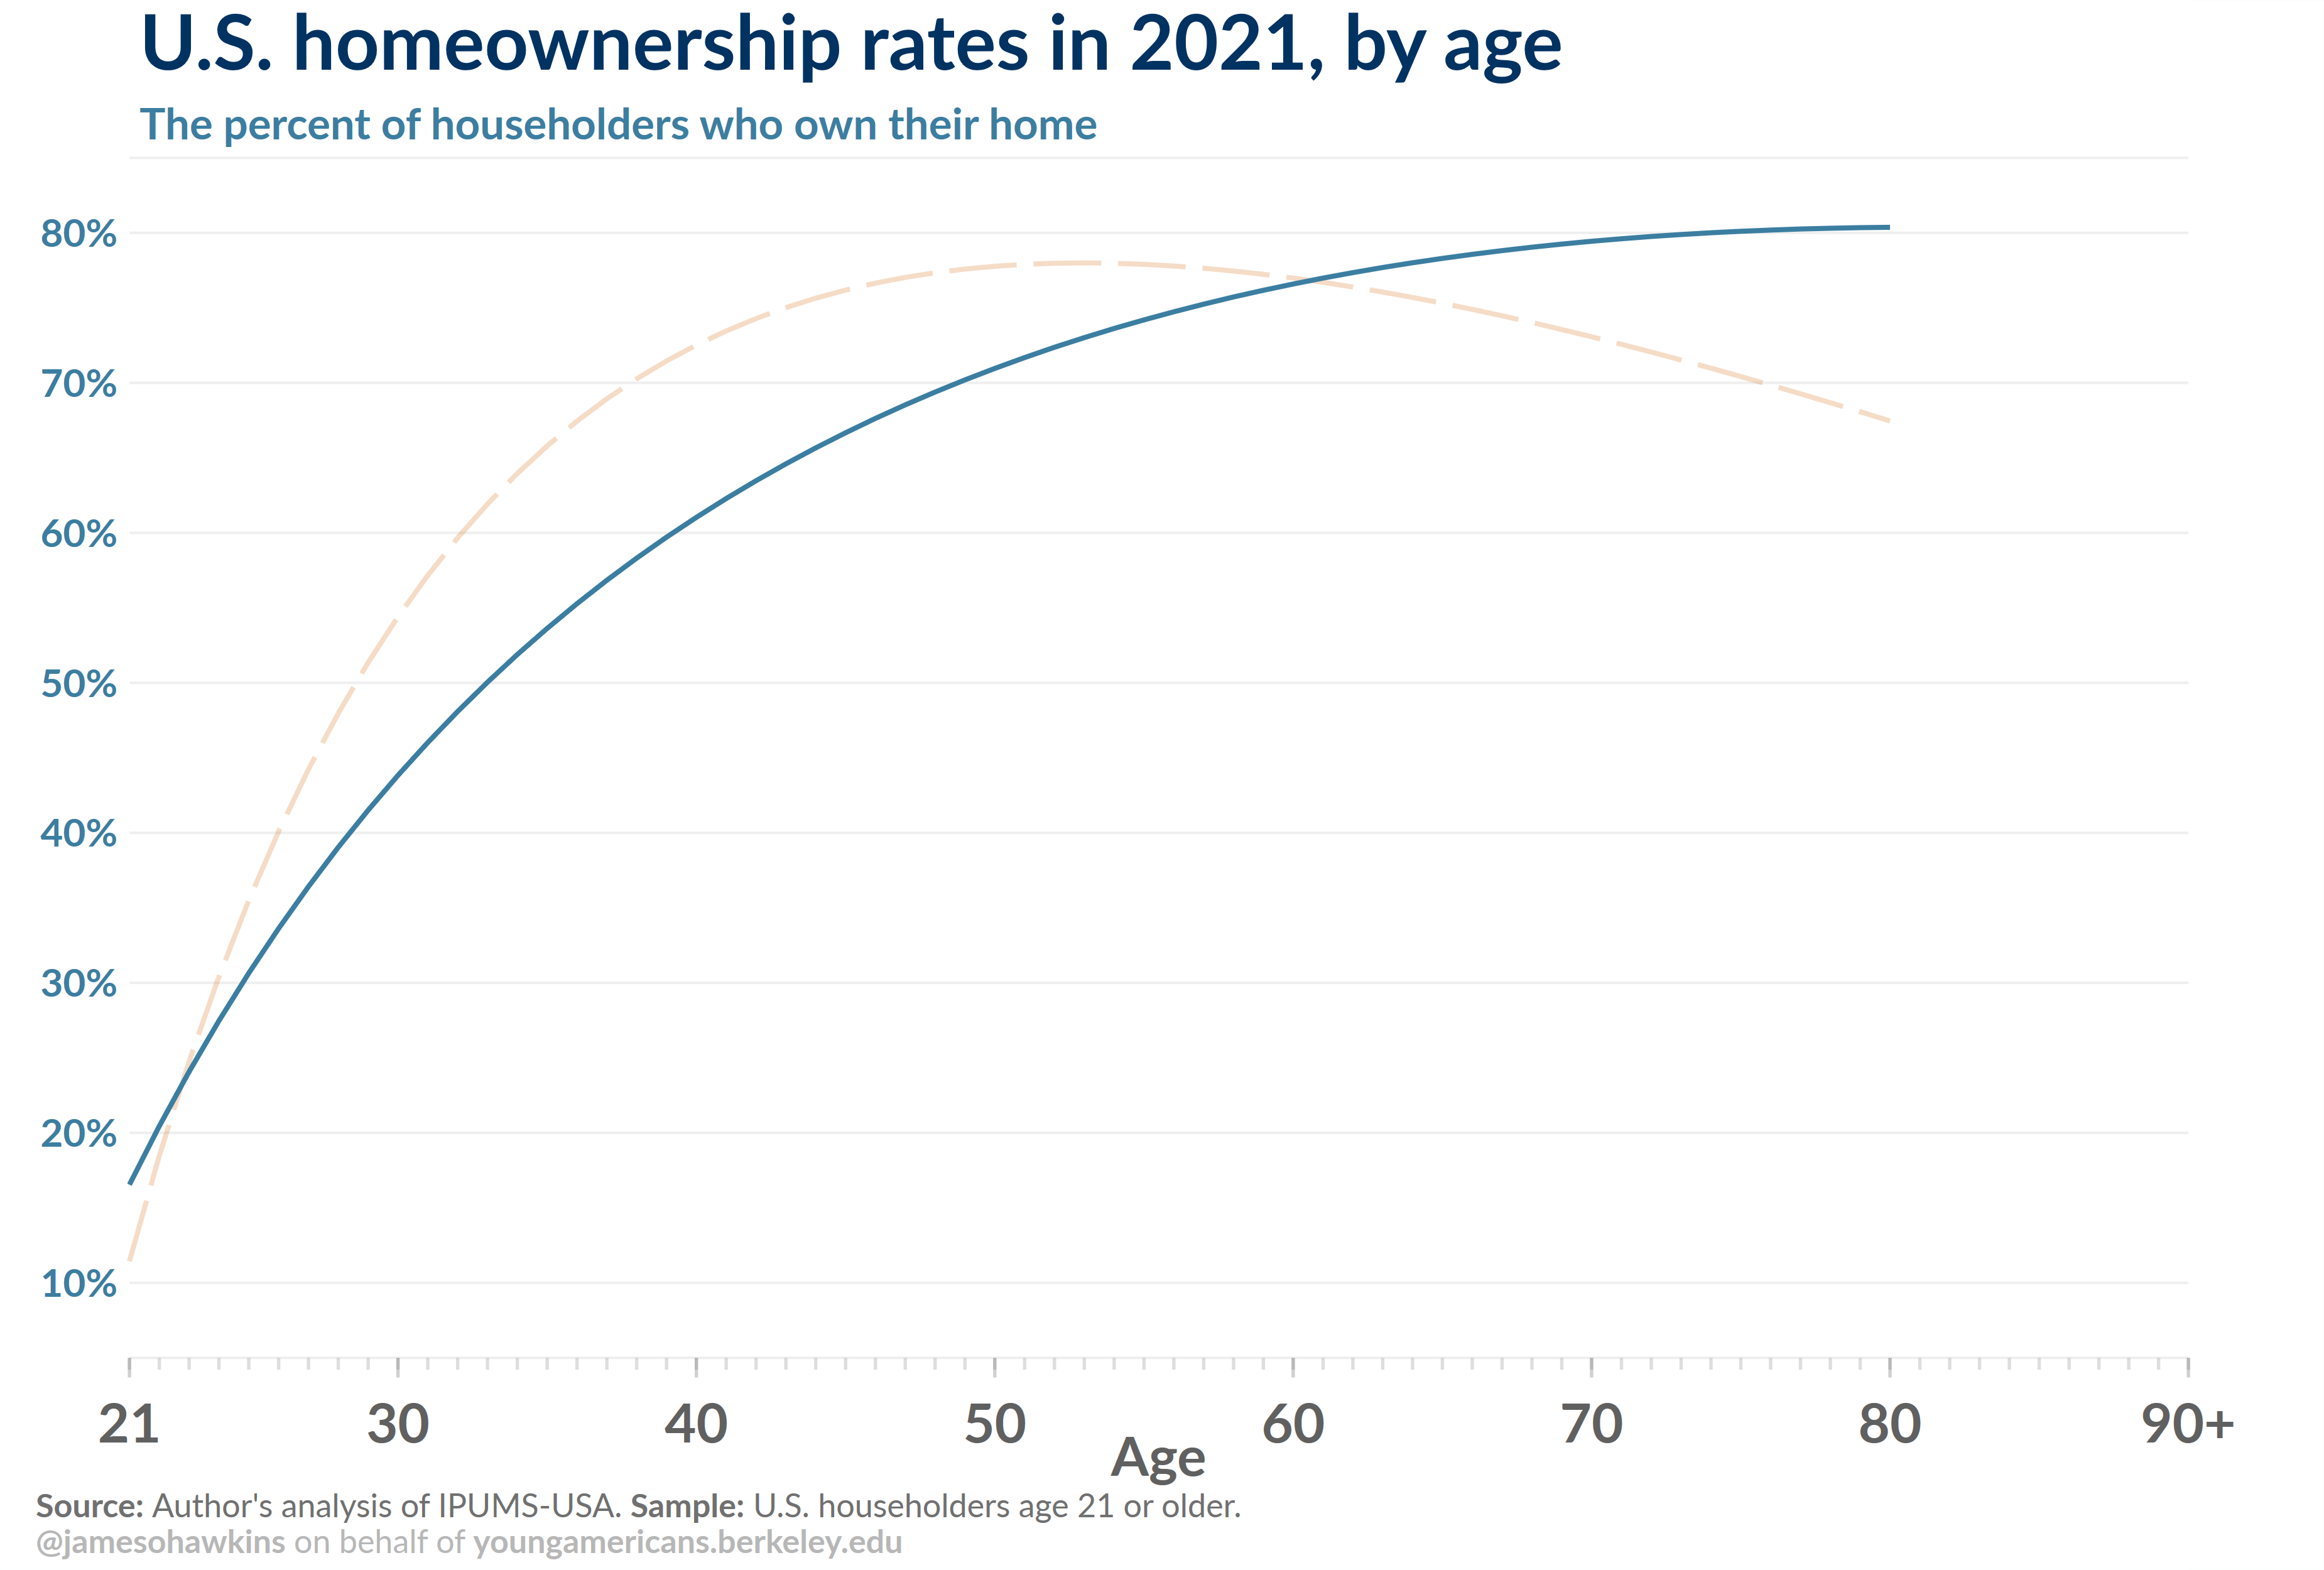 U.S. homeownership rates in 2021, by age
The percent of householders who own their home
80%
70%
60%
50%
40%
30%
20%
10%
21 30 40 50 60 70 80 90+
Age
Source: Author's analysis of IPUMS-USA. Sample: U.S. householders age 21 or older.
@jamesohawkins on behalf of youngamericans.berkeley.edu